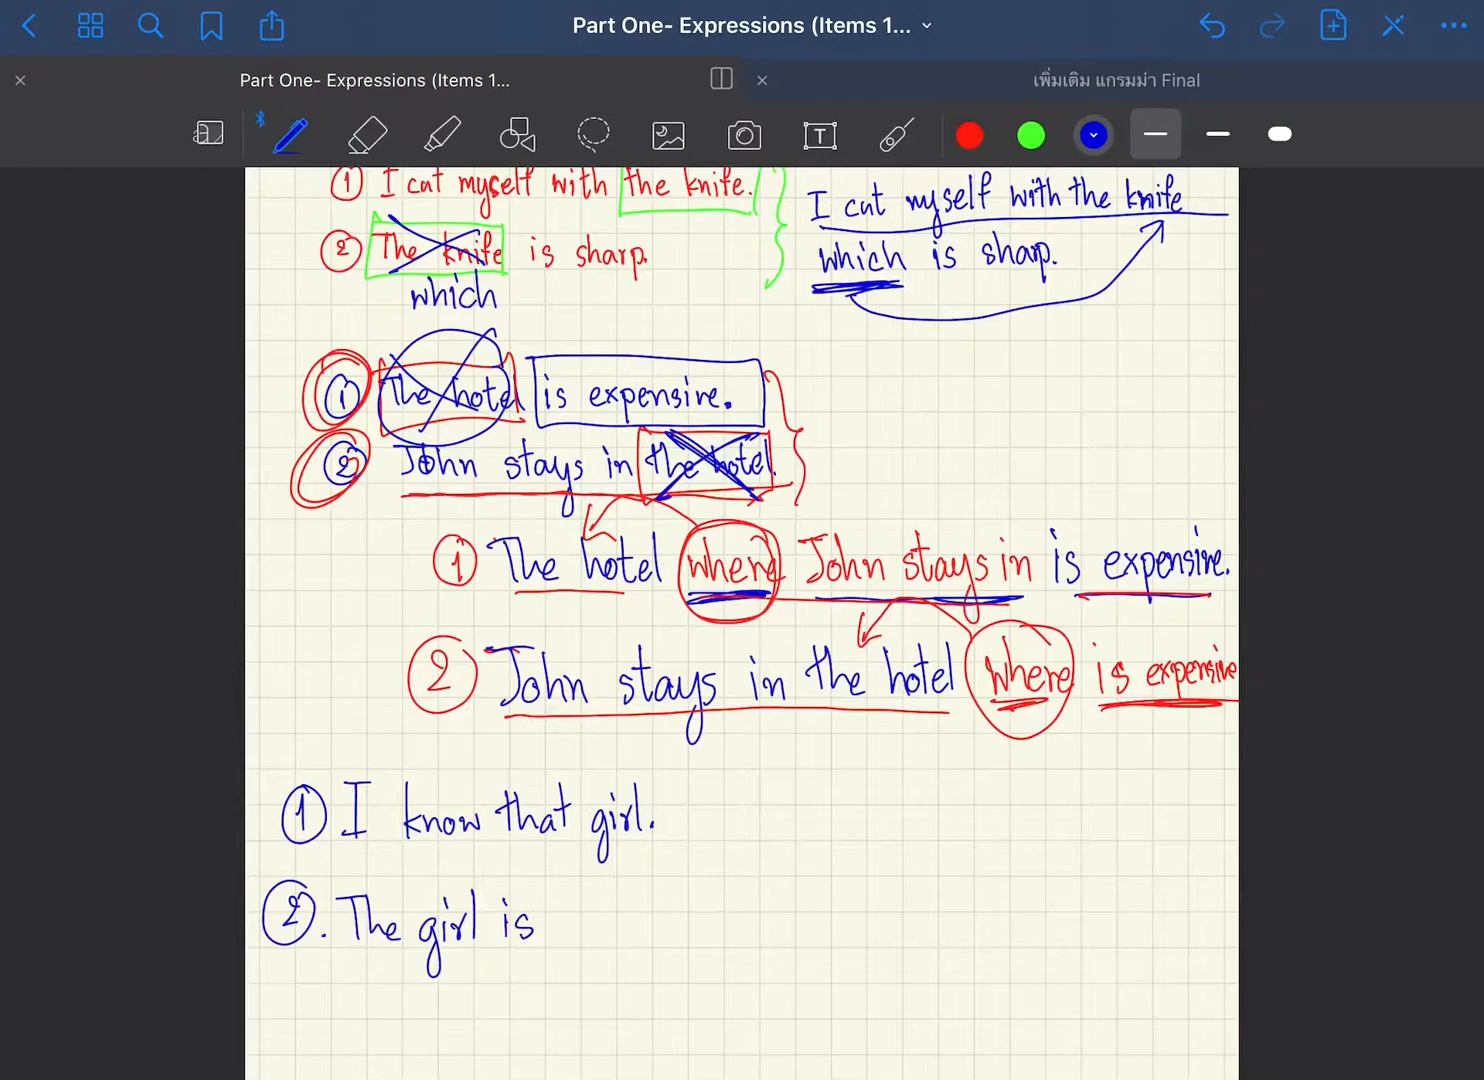 Part One- Expressions (Items 1...
Part One- Expressions (Items 1...
เพิ่มเติม แกรมม่า Final
① I cut myself with the knife.
② The knife is sharp.
which
I cut myself with the knife
which is sharp.
① The hotel is expensive.
② John stays in the hotel.
① The hotel where John stays in is expensive.
② John stays in the hotel where is expensive
① I know that girl.
②. The girl is